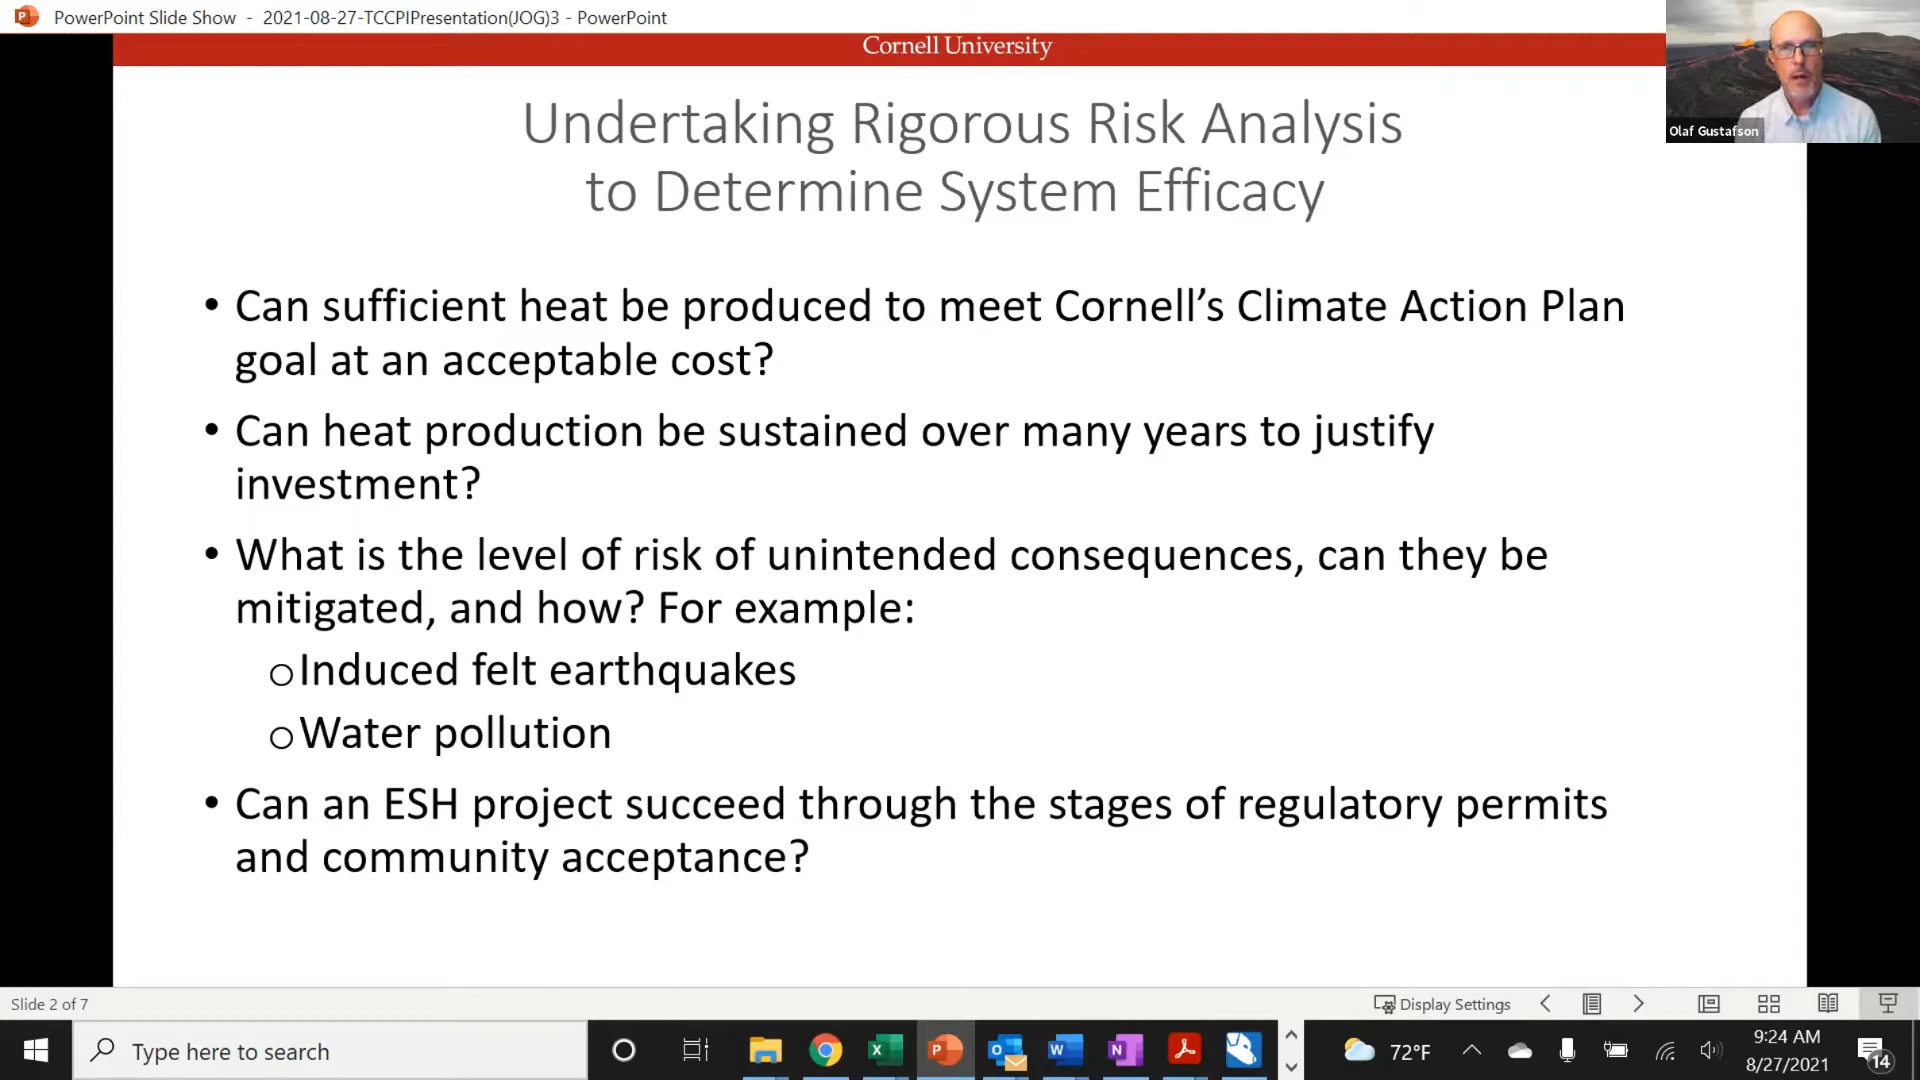 PowerPoint Slide Show - 2021-08-27-TCCPIPresentation(JOG)3 - PowerPoint
Cornell University
Olaf Gustafson
Undertaking Rigorous Risk Analysis
to Determine System Efficacy
• Can sufficient heat be produced to meet Cornell’s Climate Action Plan
goal at an acceptable cost?
• Can heat production be sustained over many years to justify
investment?
• What is the level of risk of unintended consequences, can they be
mitigated, and how? For example:
o Induced felt earthquakes
o Water pollution
• Can an ESH project succeed through the stages of regulatory permits
and community acceptance?
Slide 2 of 7
Display Settings
Type here to search
72°F
9:24 AM
8/27/2021
14